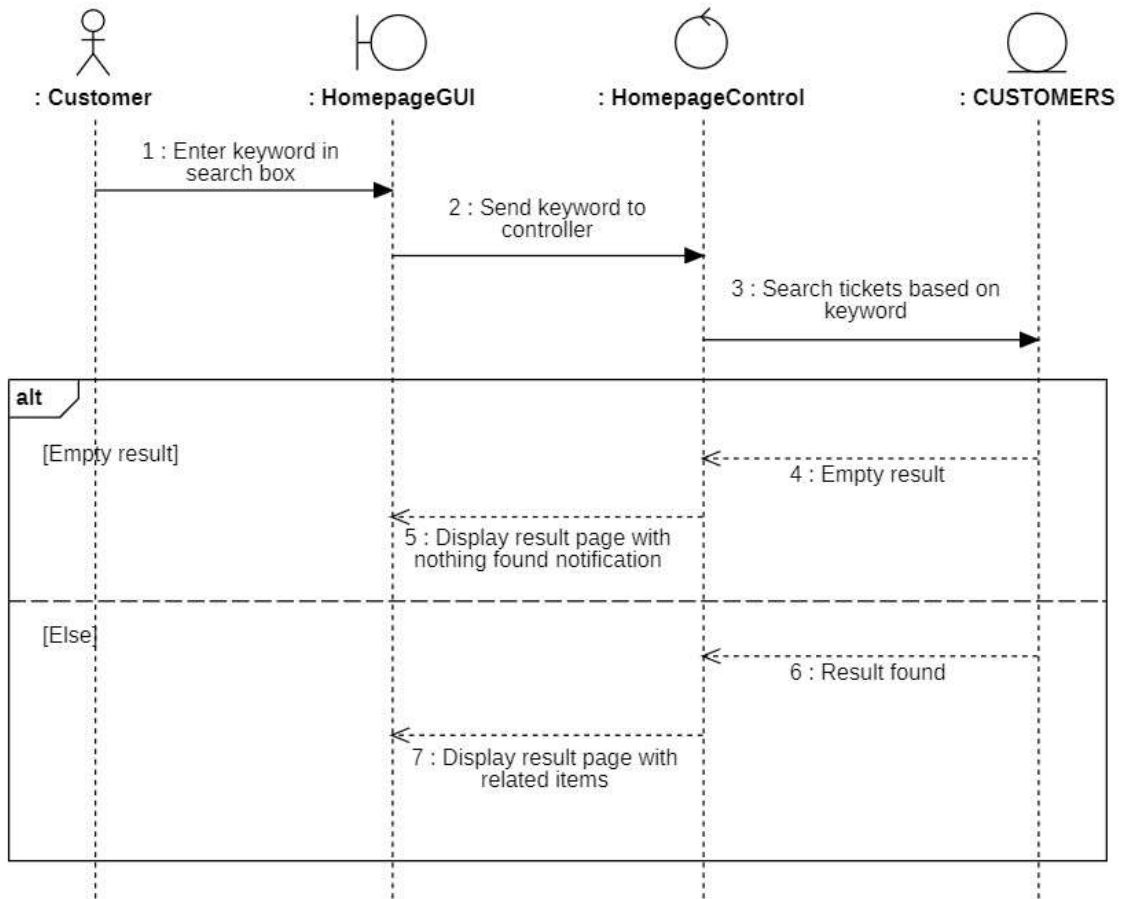 : Customer
: HomepageGUI
: HomepageControl
: CUSTOMERS
1 : Enter keyword in
search box
2 : Send keyword to
controller
3 : Search tickets based on
keyword
alt
[Empty result]
4 : Empty result
5 : Display result page with
nothing found notification
[Else]
6 : Result found
7 : Display result page with
related items